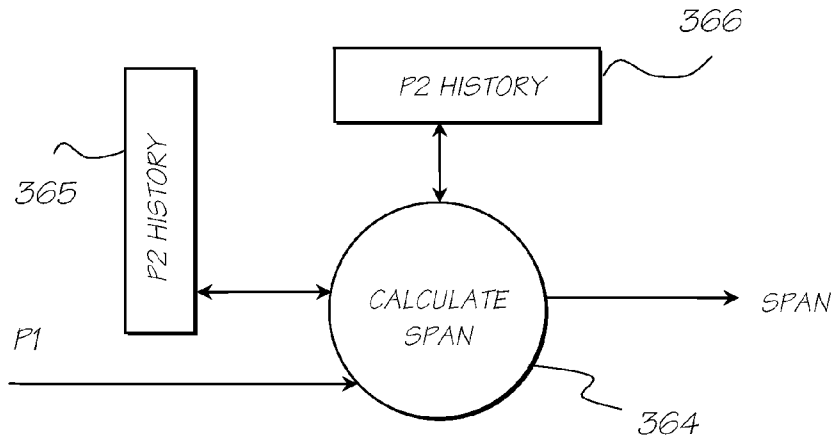 366
P2 HISTORY
365
P2 HISTORY
CALCULATE
SPAN
SPAN
P1
364